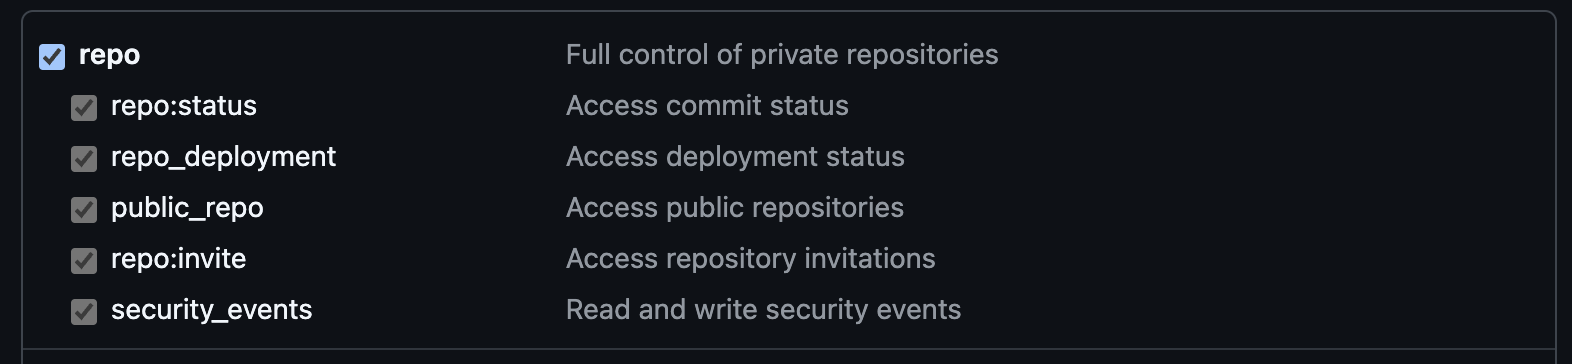 repo Full control of private repositories
repo:status Access commit status
repo_deployment Access deployment status
public_repo Access public repositories
repo:invite Access repository invitations
security_events Read and write security events